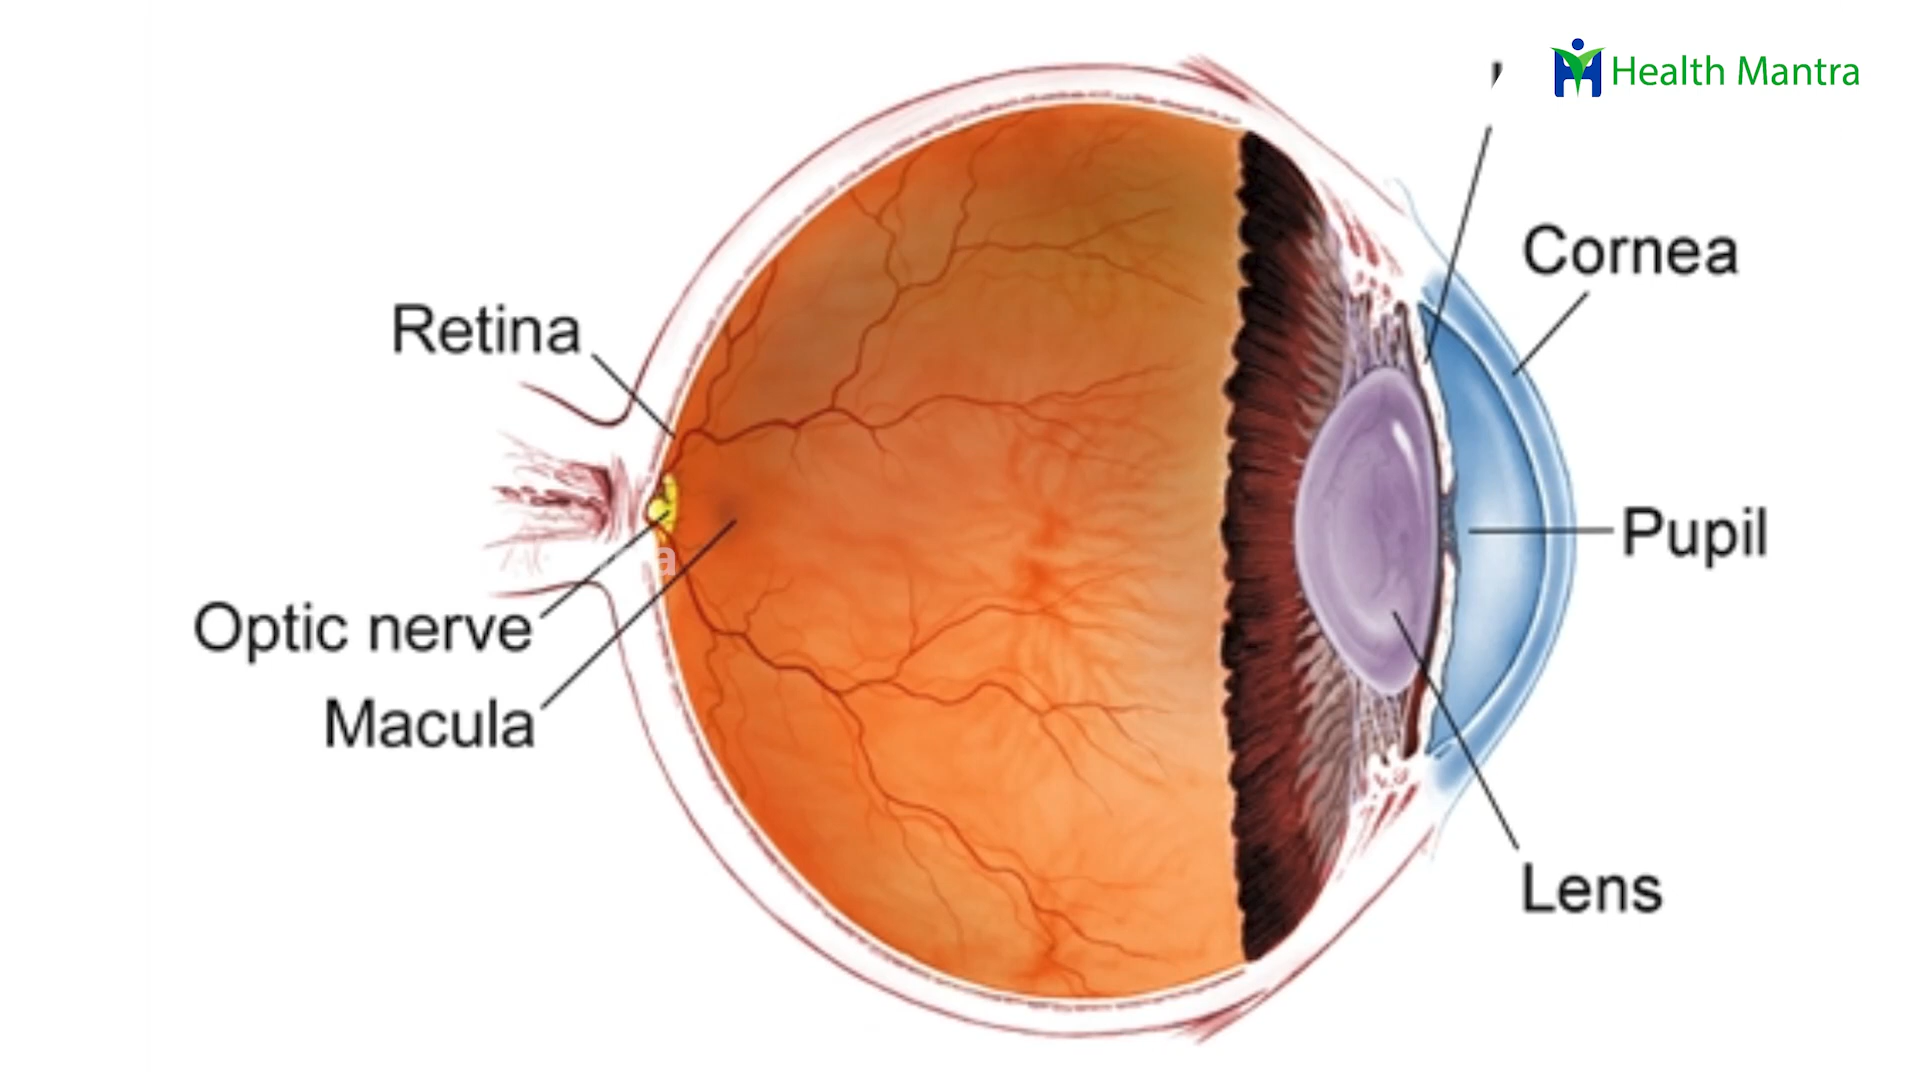 Health Mantra
Cornea
Retina
Pupil
Optic nerve
Macula
Lens